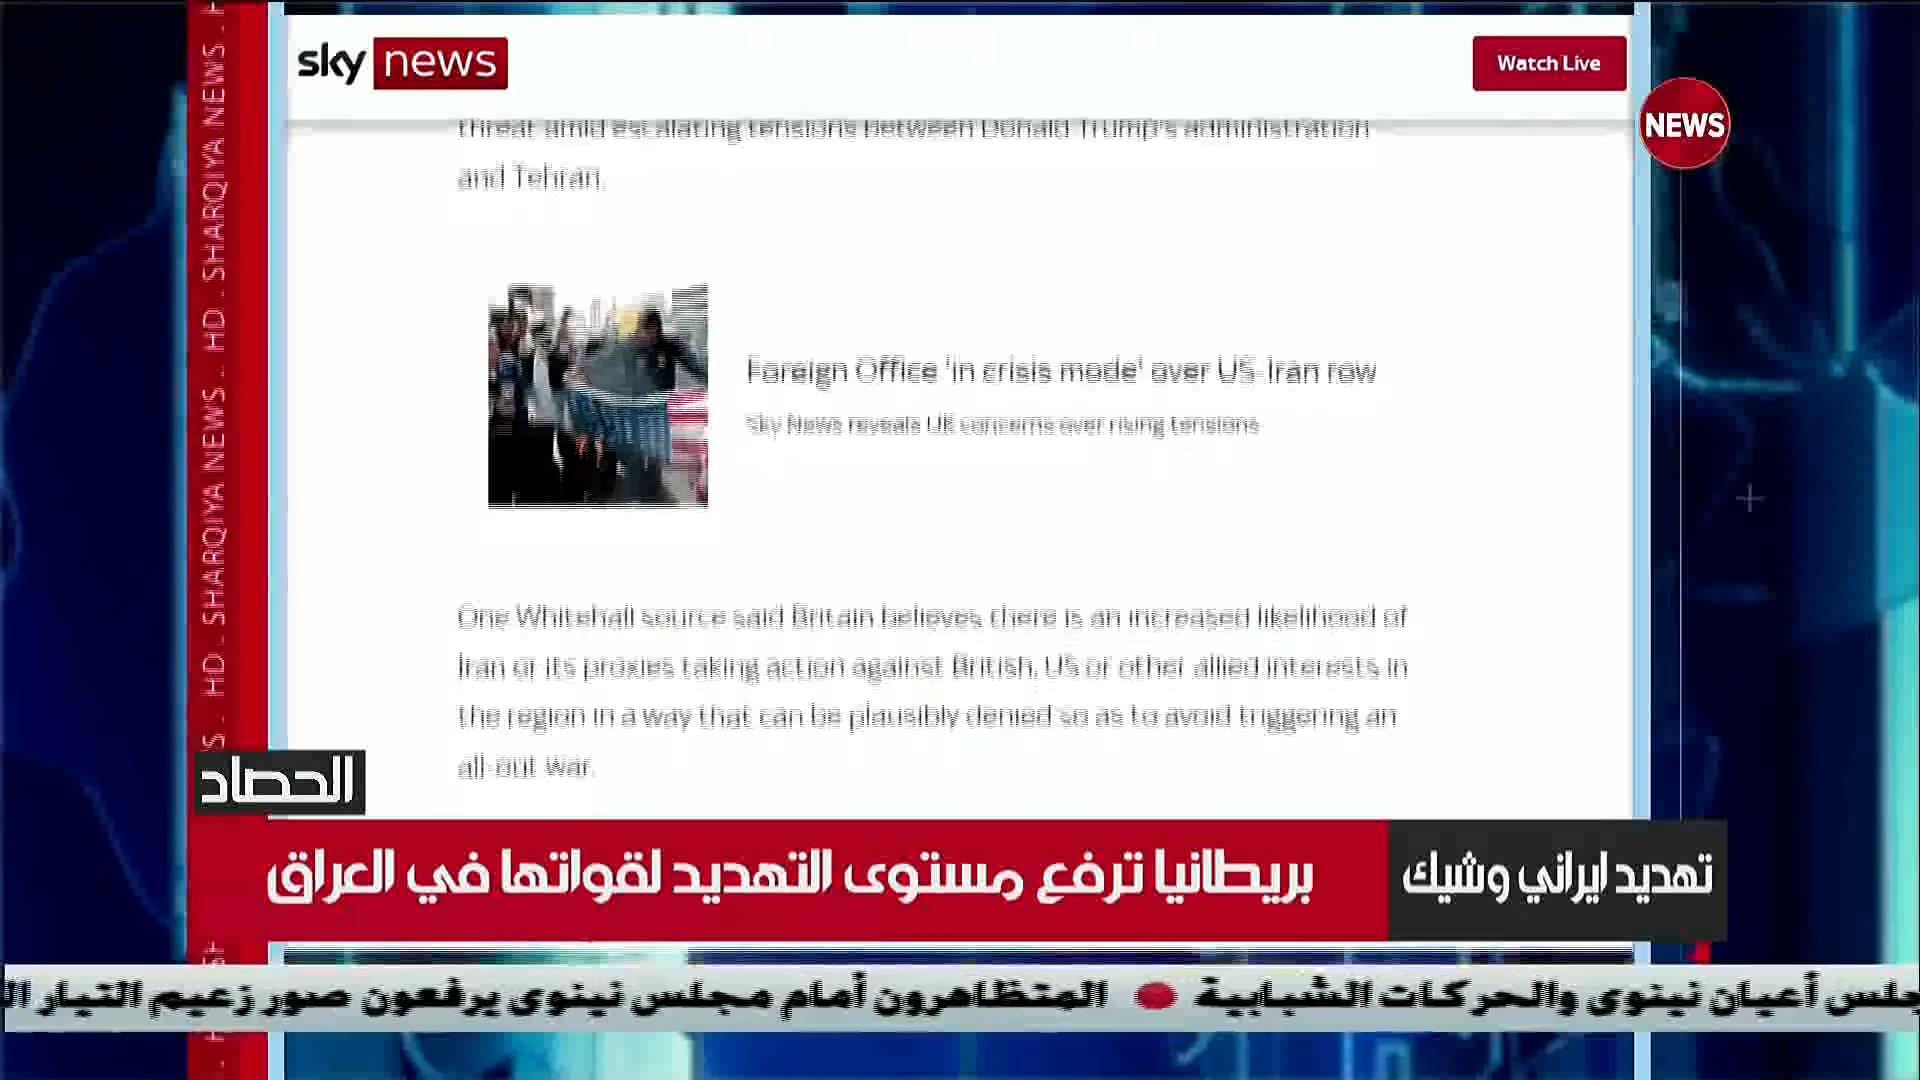 sky news
Watch Live
NEWS
threat amid escalating tensions between Donald Trump's administration
and Tehran.
Foreign Office 'in crisis mode' over US-Iran row
Sky News reveals UK concerns over rising tensions
One Whitehall source said Britain believes there is an increased likelihood of
Iran or its proxies taking action against British, US or other allied interests in
the region in a way that can be plausibly denied so as to avoid triggering an
all-out war.
HD . SHARQIYA NEWS . HD . SHARQIYA NEWS . H
الحصاد
تهديد ايراني وشيك
بريطانيا ترفع مستوى التهديد لقواتها في العراق
أعيان نينوى والحركات الشبابية ● المتظاهرون أمام مجلس نينوى يرفعون صور زعيم التيار